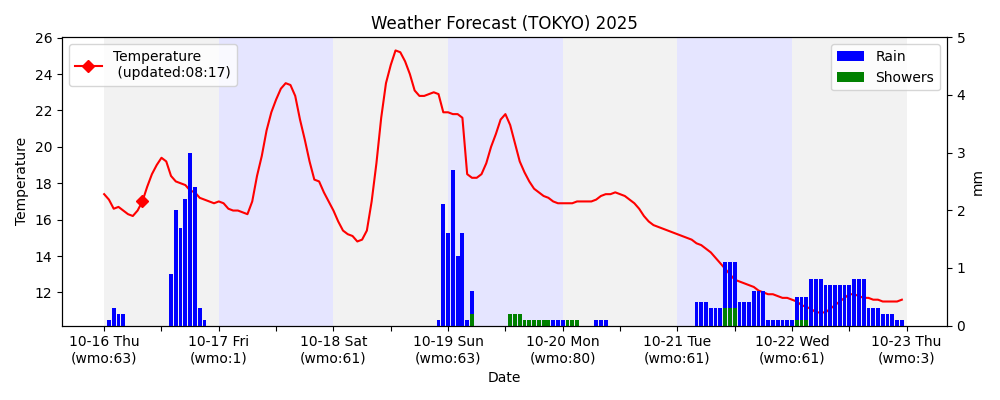 Weather Forecast (TOKYO) 2025
Temperature
(updated:08:17)
Rain
Showers
26
24
22
20
18
16
14
12
Temperature
5
4
3
2
1
0
mm
10-16 Thu
(wmo:63)
10-17 Fri
(wmo:1)
10-18 Sat
(wmo:61)
10-19 Sun
(wmo:63)
10-20 Mon
(wmo:80)
10-21 Tue
(wmo:61)
10-22 Wed
(wmo:61)
10-23 Thu
(wmo:3)
Date